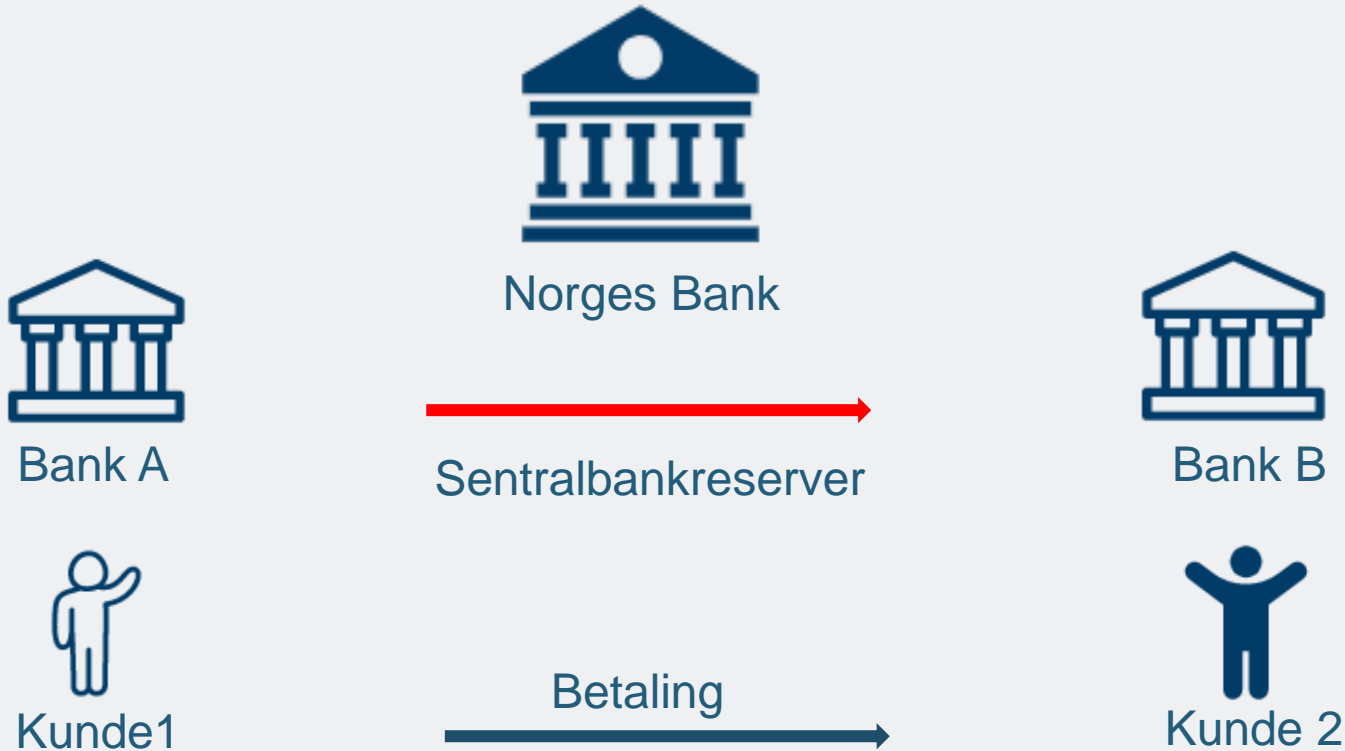 Norges Bank
Bank A
Sentralbankreserver
Bank B
Betaling
Kunde1
Kunde 2